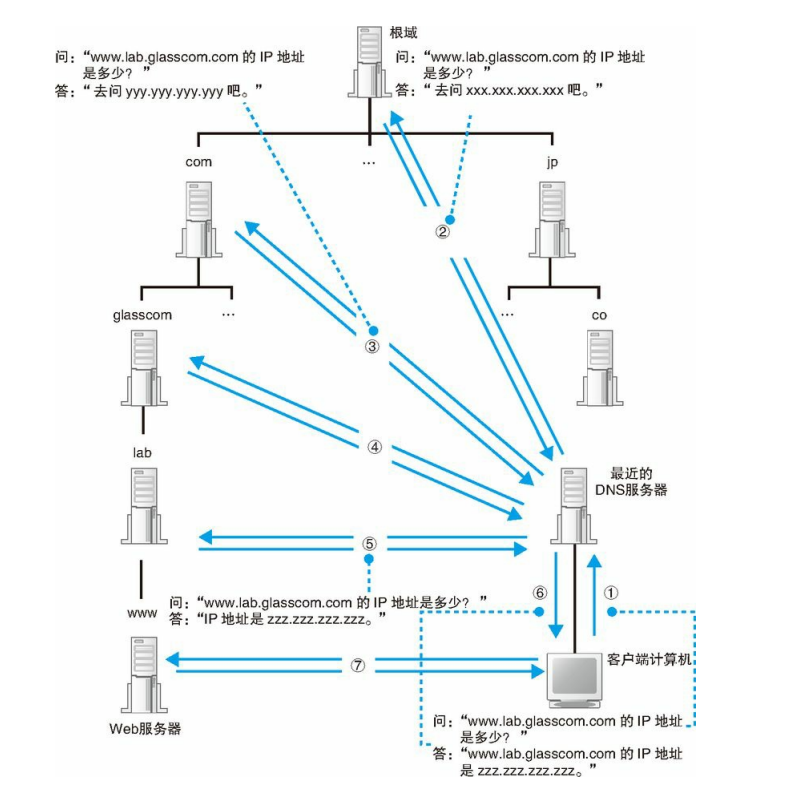 根域
问：“www.lab.glasscom.com 的 IP 地址
是多少？”
答：“去问 yyy.yyy.yyy.yyy 吧。”
问：“www.lab.glasscom.com 的 IP 地址
是多少？”
答：“去问 xxx.xxx.xxx.xxx 吧。”
com
…
jp
②
glasscom
…
…
co
③
④
lab
最近的
DNS服务器
⑤
⑥
①
www
问：“www.lab.glasscom.com 的 IP 地址是多少？”
答：“IP 地址是 zzz.zzz.zzz.zzz。”
⑦
客户端计算机
Web服务器
问：“www.lab.glasscom.com 的 IP 地址
是多少？”
答：“www.lab.glasscom.com 的 IP 地址
是 zzz.zzz.zzz.zzz。”